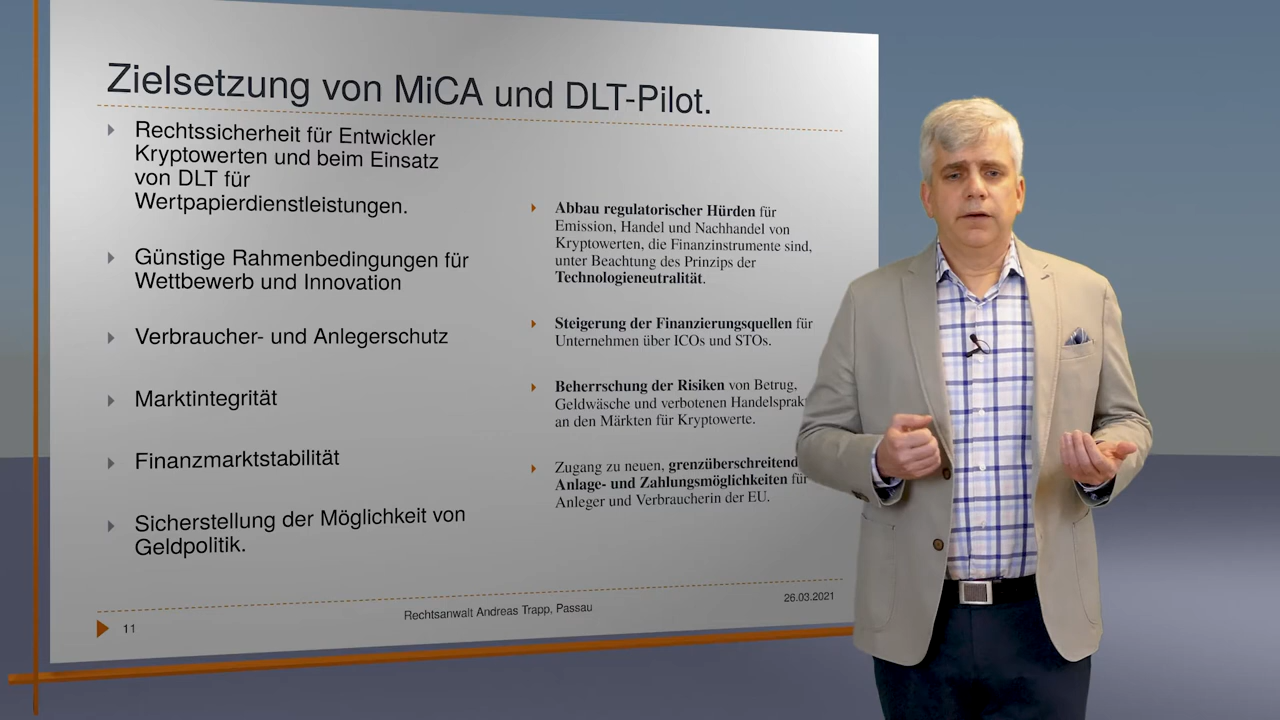 Zielsetzung von MiCA und DLT-Pilot.
Rechtssicherheit für Entwickler
Kryptowerten und beim Einsatz
von DLT für
Wertpapierdienstleistungen.
Günstige Rahmenbedingungen für
Wettbewerb und Innovation
Verbraucher- und Anlegerschutz
Marktintegrität
Finanzmarktstabilität
Sicherstellung der Möglichkeit von
Geldpolitik.
Abbau regulatorischer Hürden für
Emission, Handel und Nachhandel von
Kryptowerten, die Finanzinstrumente sind,
unter Beachtung des Prinzips der
Technologieneutralität.
Steigerung der Finanzierungsquellen für
Unternehmen über ICOs und STOs.
Beherrschung der Risiken von Betrug,
Geldwäsche und verbotenen
an den Märkten für Kryptowerte.
Zugang zu neuen,
Anlage- und Zahlungsmöglichkeiten für
Anleger und Verbraucherin der EU.
11
Rechtsanwalt Andreas Trapp, Passau
26.03.2021